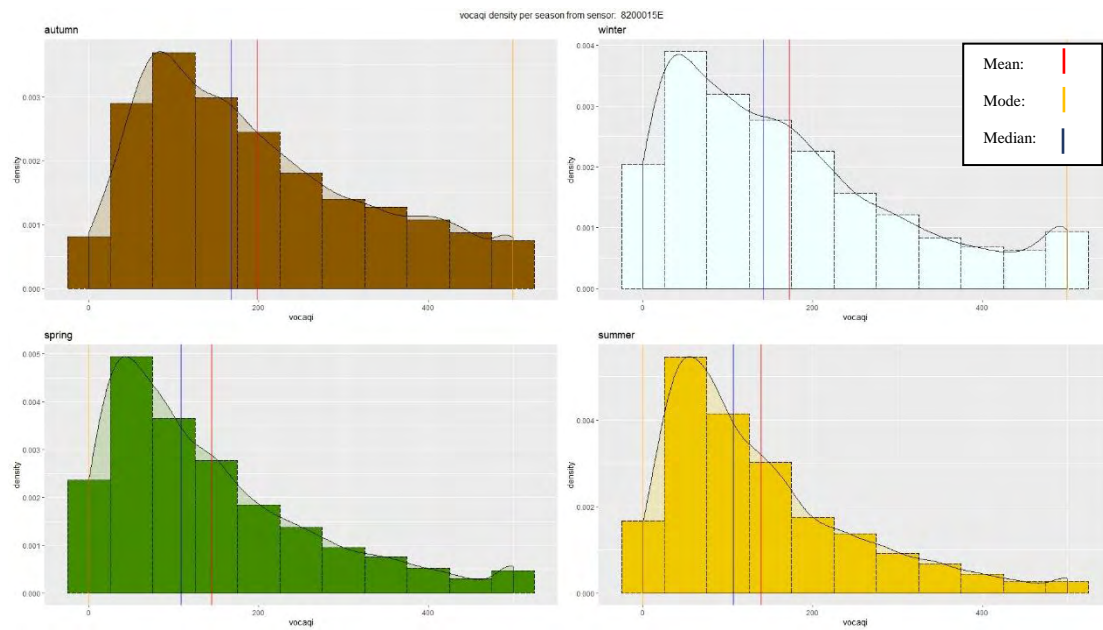 vocaqi density per season from sensor: 8200015E
autumn
0.003
0.002
0.001
0.000
density
0
200
400
vocaqi
winter
0.004
0.003
0.002
0.001
0.000
density
0
200
400
vocaqi
Mean:
Mode:
Median:
spring
0.005
0.004
0.003
0.002
0.001
0.000
density
0
200
400
vocaqi
summer
0.004
0.002
0.000
density
0
200
400
vocaqi